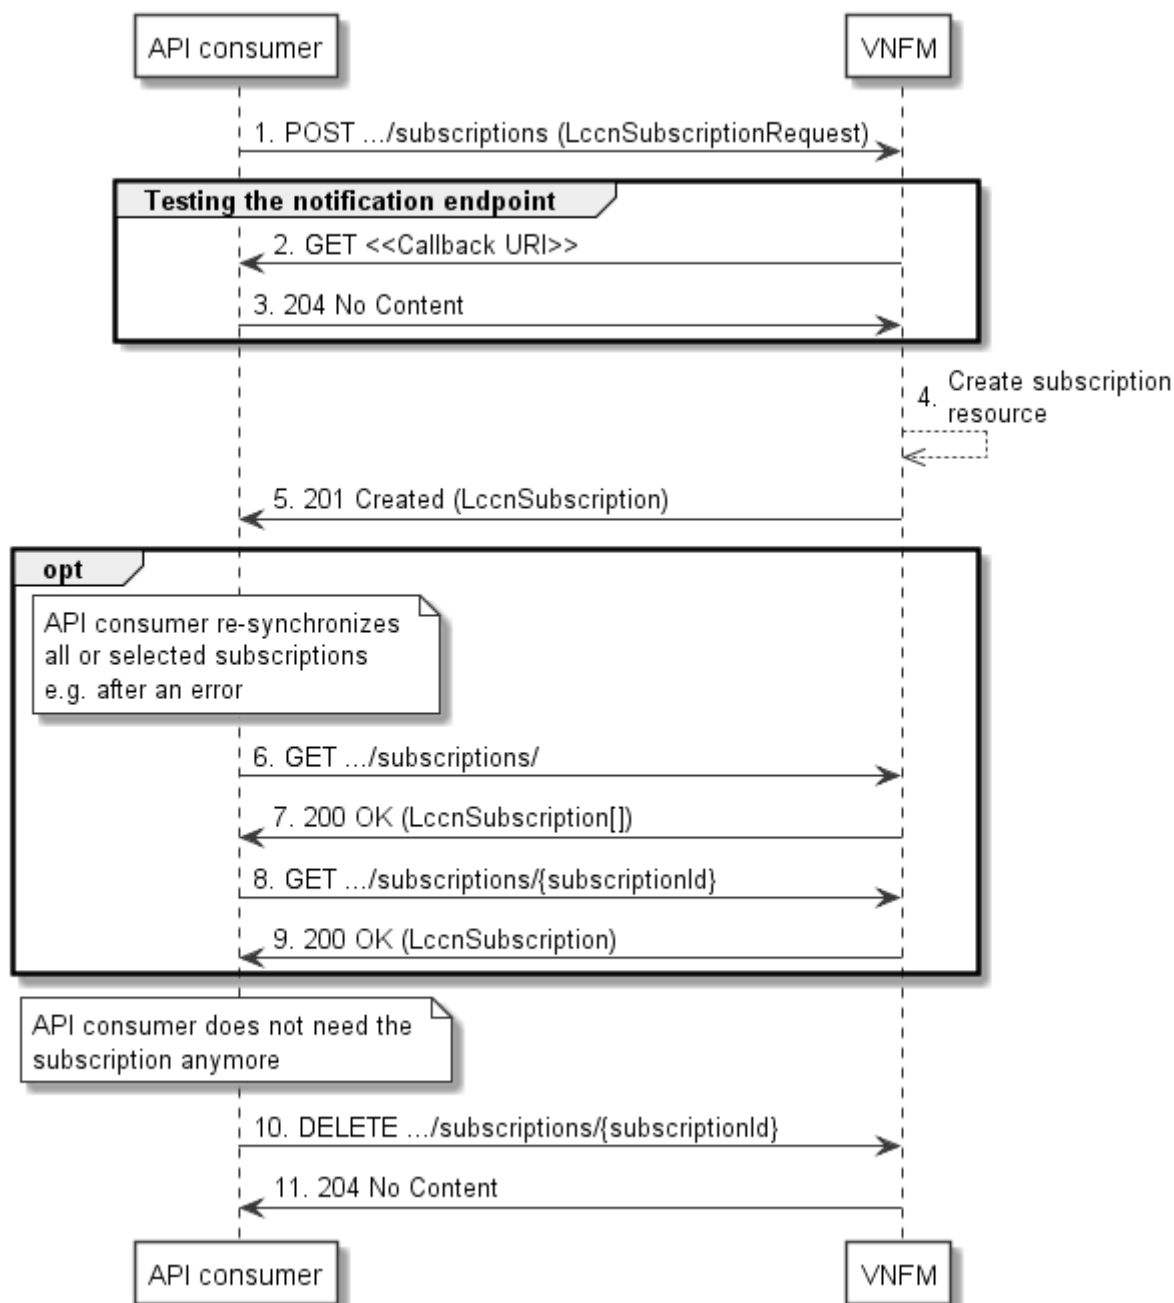 API consumer
VNFM
1. POST .../subscriptions (LccnSubscriptionRequest)
Testing the notification endpoint
2. GET <<Callback URI>>
3. 204 No Content
4. Create subscription
resource
5. 201 Created (LccnSubscription)
opt
API consumer re-synchronizes
all or selected subscriptions
e.g. after an error
6. GET .../subscriptions/
7. 200 OK (LccnSubscription[])
8. GET .../subscriptions/{subscriptionId}
9. 200 OK (LccnSubscription)
API consumer does not need the
subscription anymore
10. DELETE .../subscriptions/{subscriptionId}
11. 204 No Content
API consumer
VNFM